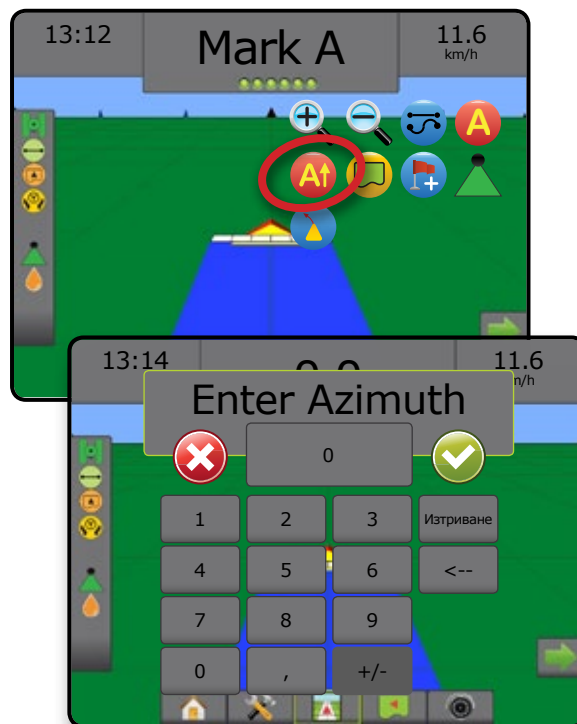 13:12 Mark A 11.6
km/h
A
A
13:14 11.6
Enter Azimuth
0
1 2 3 Изтриване
4 5 6 <--
7 8 9
0 , +/-